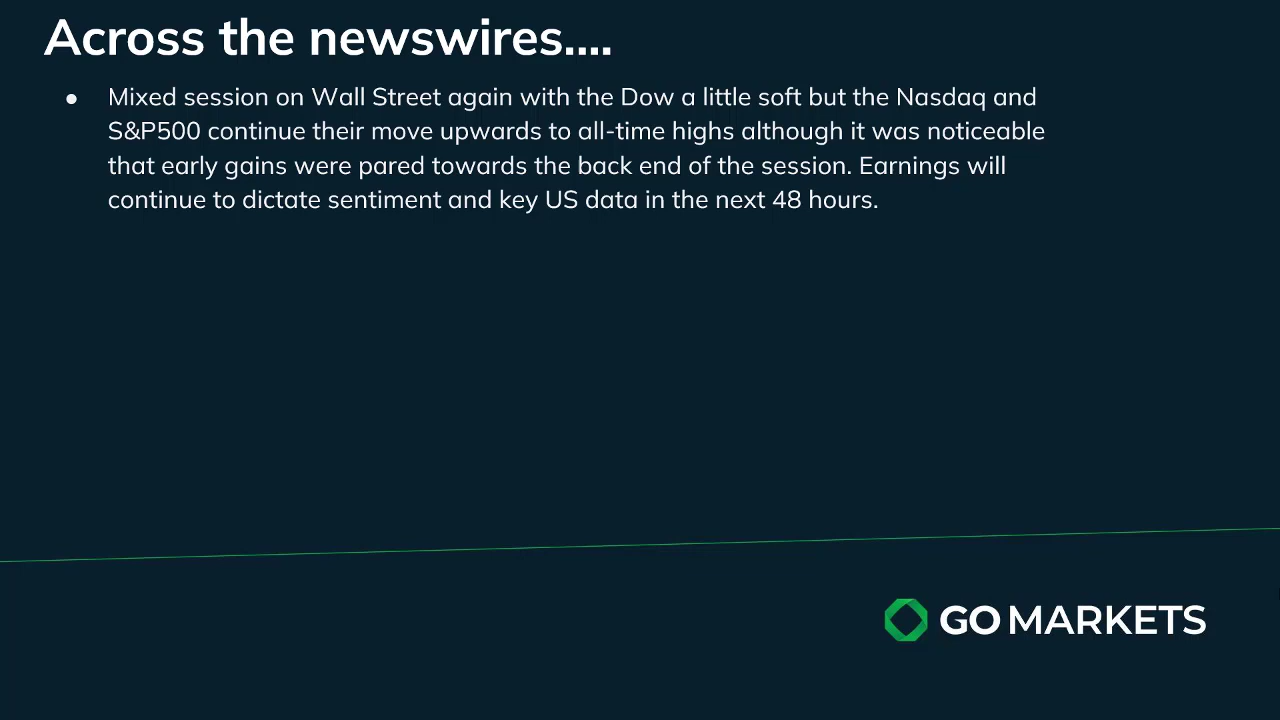 Across the newswires....
● Mixed session on Wall Street again with the Dow a little soft but the Nasdaq and
S&P500 continue their move upwards to all-time highs although it was noticeable
that early gains were pared towards the back end of the session. Earnings will
continue to dictate sentiment and key US data in the next 48 hours.
GO MARKETS